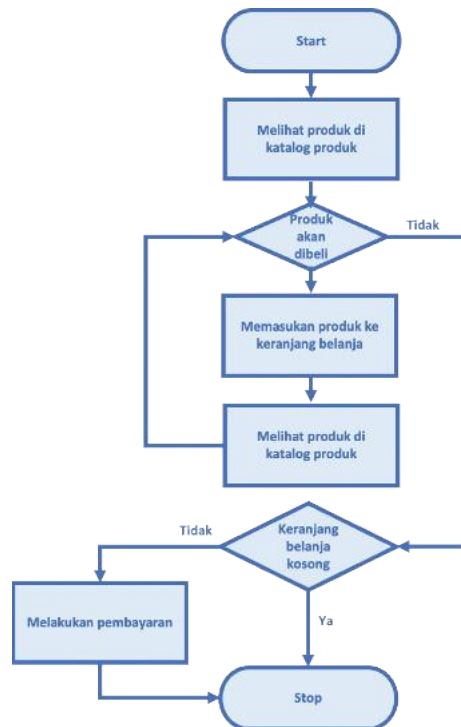 Start
Melihat produk di
katalog produk
Produk
akan
dibeli
Tidak
Memasukan produk ke
keranjang belanja
Melihat produk di
katalog produk
Keranjang
belanja
kosong
Tidak
Melakukan pembayaran
Ya
Stop